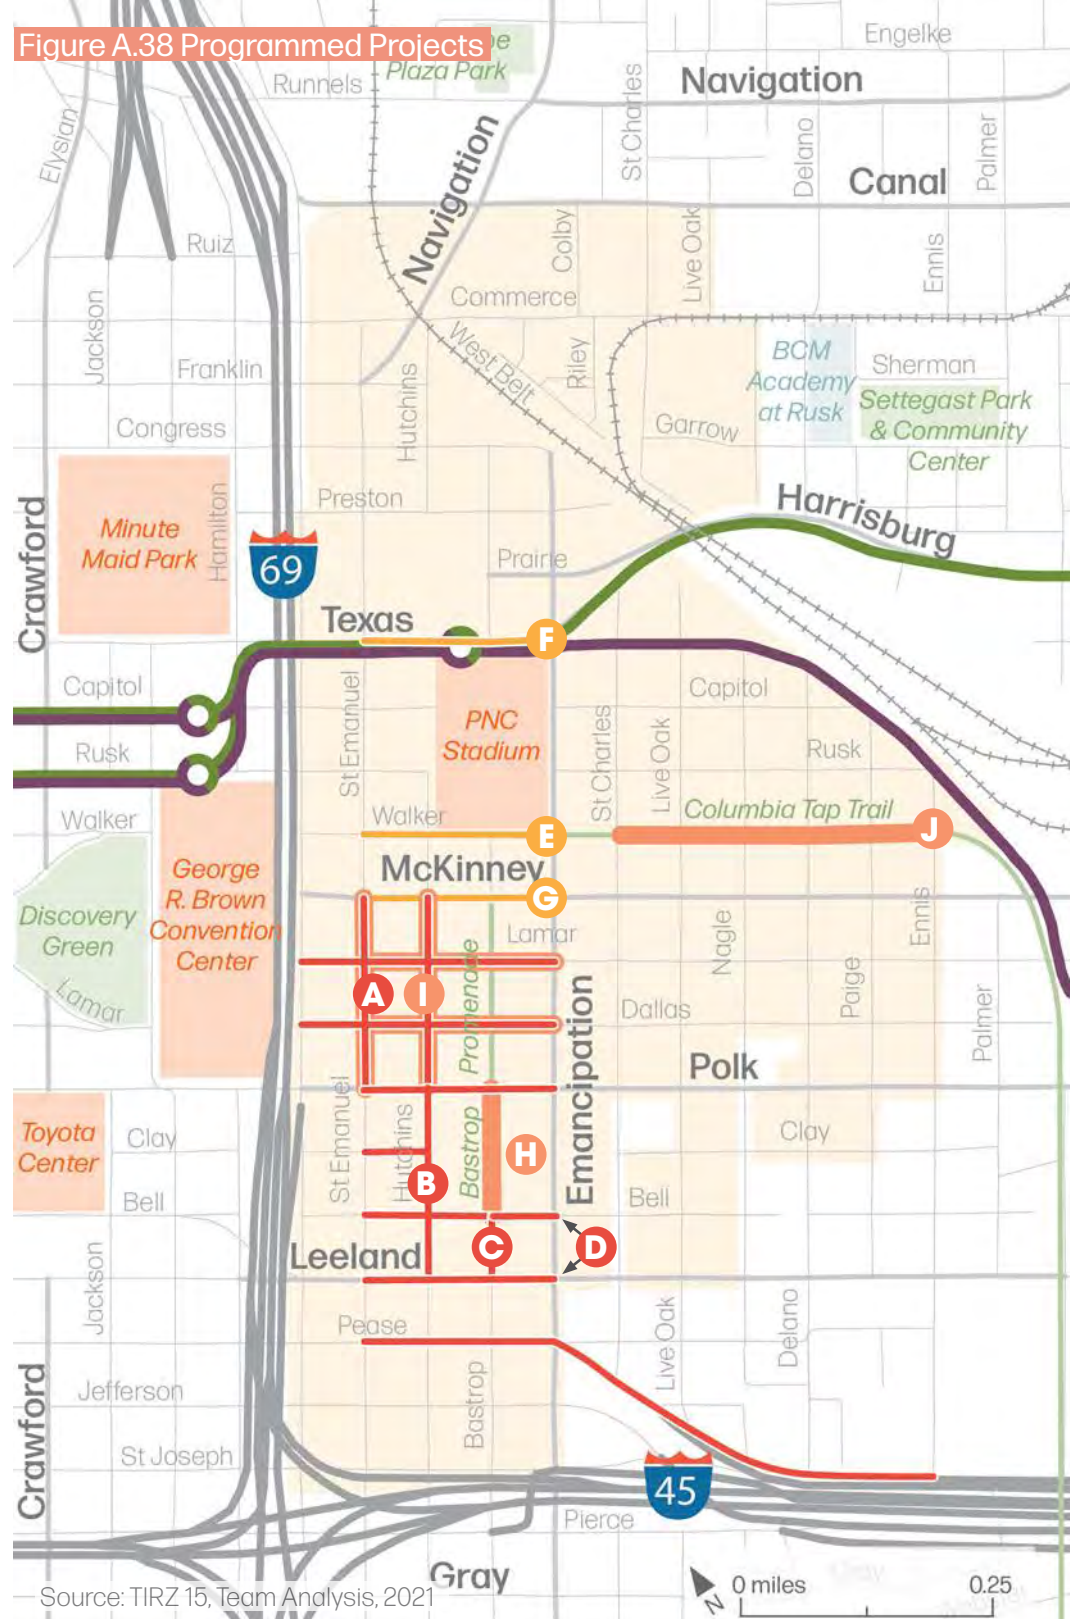 Figure A.38 Programmed Projects
Plaza Park
Engelke
Runnels
Navigation
Elysian
St Charles
Delano
Palmer
Navigation
Canal
Ruiz
Colby
Live Oak
Ennis
Commerce
Jackson
West Belt
Riley
BCM
Academy
at Rusk
Sherman
Franklin
Hutchins
Settegast Park
& Community
Center
Congress
Garrow
Crawford
Minute
Maid Park
Hamilton
Preston
Harrisburg
69
Prairie
Texas
F
Capitol
St Emanuel
PNC
Stadium
Capitol
Rusk
St Charles
Live Oak
Rusk
Walker
Walker
E
Columbia Tap Trail
J
McKinney
G
George
R. Brown
Convention
Center
Discovery
Green
Lamar
Lamar
Promenade
Nagle
Ennis
A
I
Dallas
Paige
Palmer
Emancipation
Polk
Toyota
Center
Clay
St Emanuel
Hutchins
Bastrop
H
Clay
B
Bell
Bell
Leeland
C
D
Jackson
Pease
Live Oak
Delano
Crawford
Jefferson
Bastrop
St Joseph
45
Pierce
Gray
Source: TIRZ 15, Team Analysis, 2021
N
0 miles
0.25